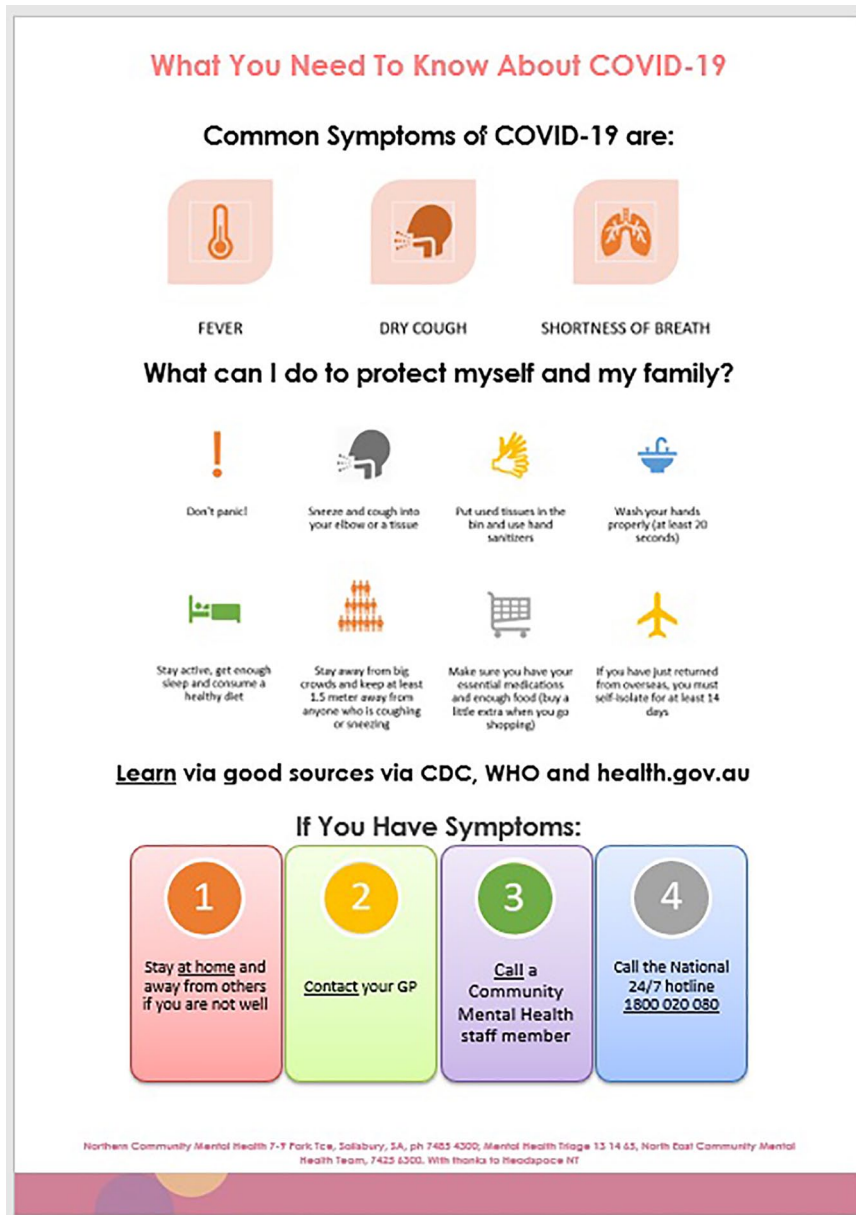 What You Need To Know About COVID-19
Common Symptoms of COVID-19 are:
FEVER
DRY COUGH
SHORTNESS OF BREATH
What can I do to protect myself and my family?
Don't panic!
Sneeze and cough into
your elbow or a tissue
Put used tissues in the
bin and use hand
sanitizers
Wash your hands
properly (at least 20
seconds)
Stay active, get enough
sleep and consume a
healthy diet
Stay away from big
crowds and keep at least
1.5 meter away from
anyone who is coughing
or sneezing
Make sure you have your
essential medications
and enough food (buy a
little extra when you go
shopping)
If you have just returned
from overseas, you must
self-isolate for at least 14
days
Learn via good sources via CDC, WHO and health.gov.au
If You Have Symptoms:
1
Stay at home and
away from others
if you are not well
2
Contact your GP
3
Call a
Community
Mental Health
staff member
4
Call the National
24/7 hotline
1800 020 080
Northern Community Mental Health 7-9 Park Tce, Salisbury, SA, ph 7485 4300; Mental Health Triage 13 14 65, North East Community Mental
Health Team, 7425 6300. With thanks to Headspace NT